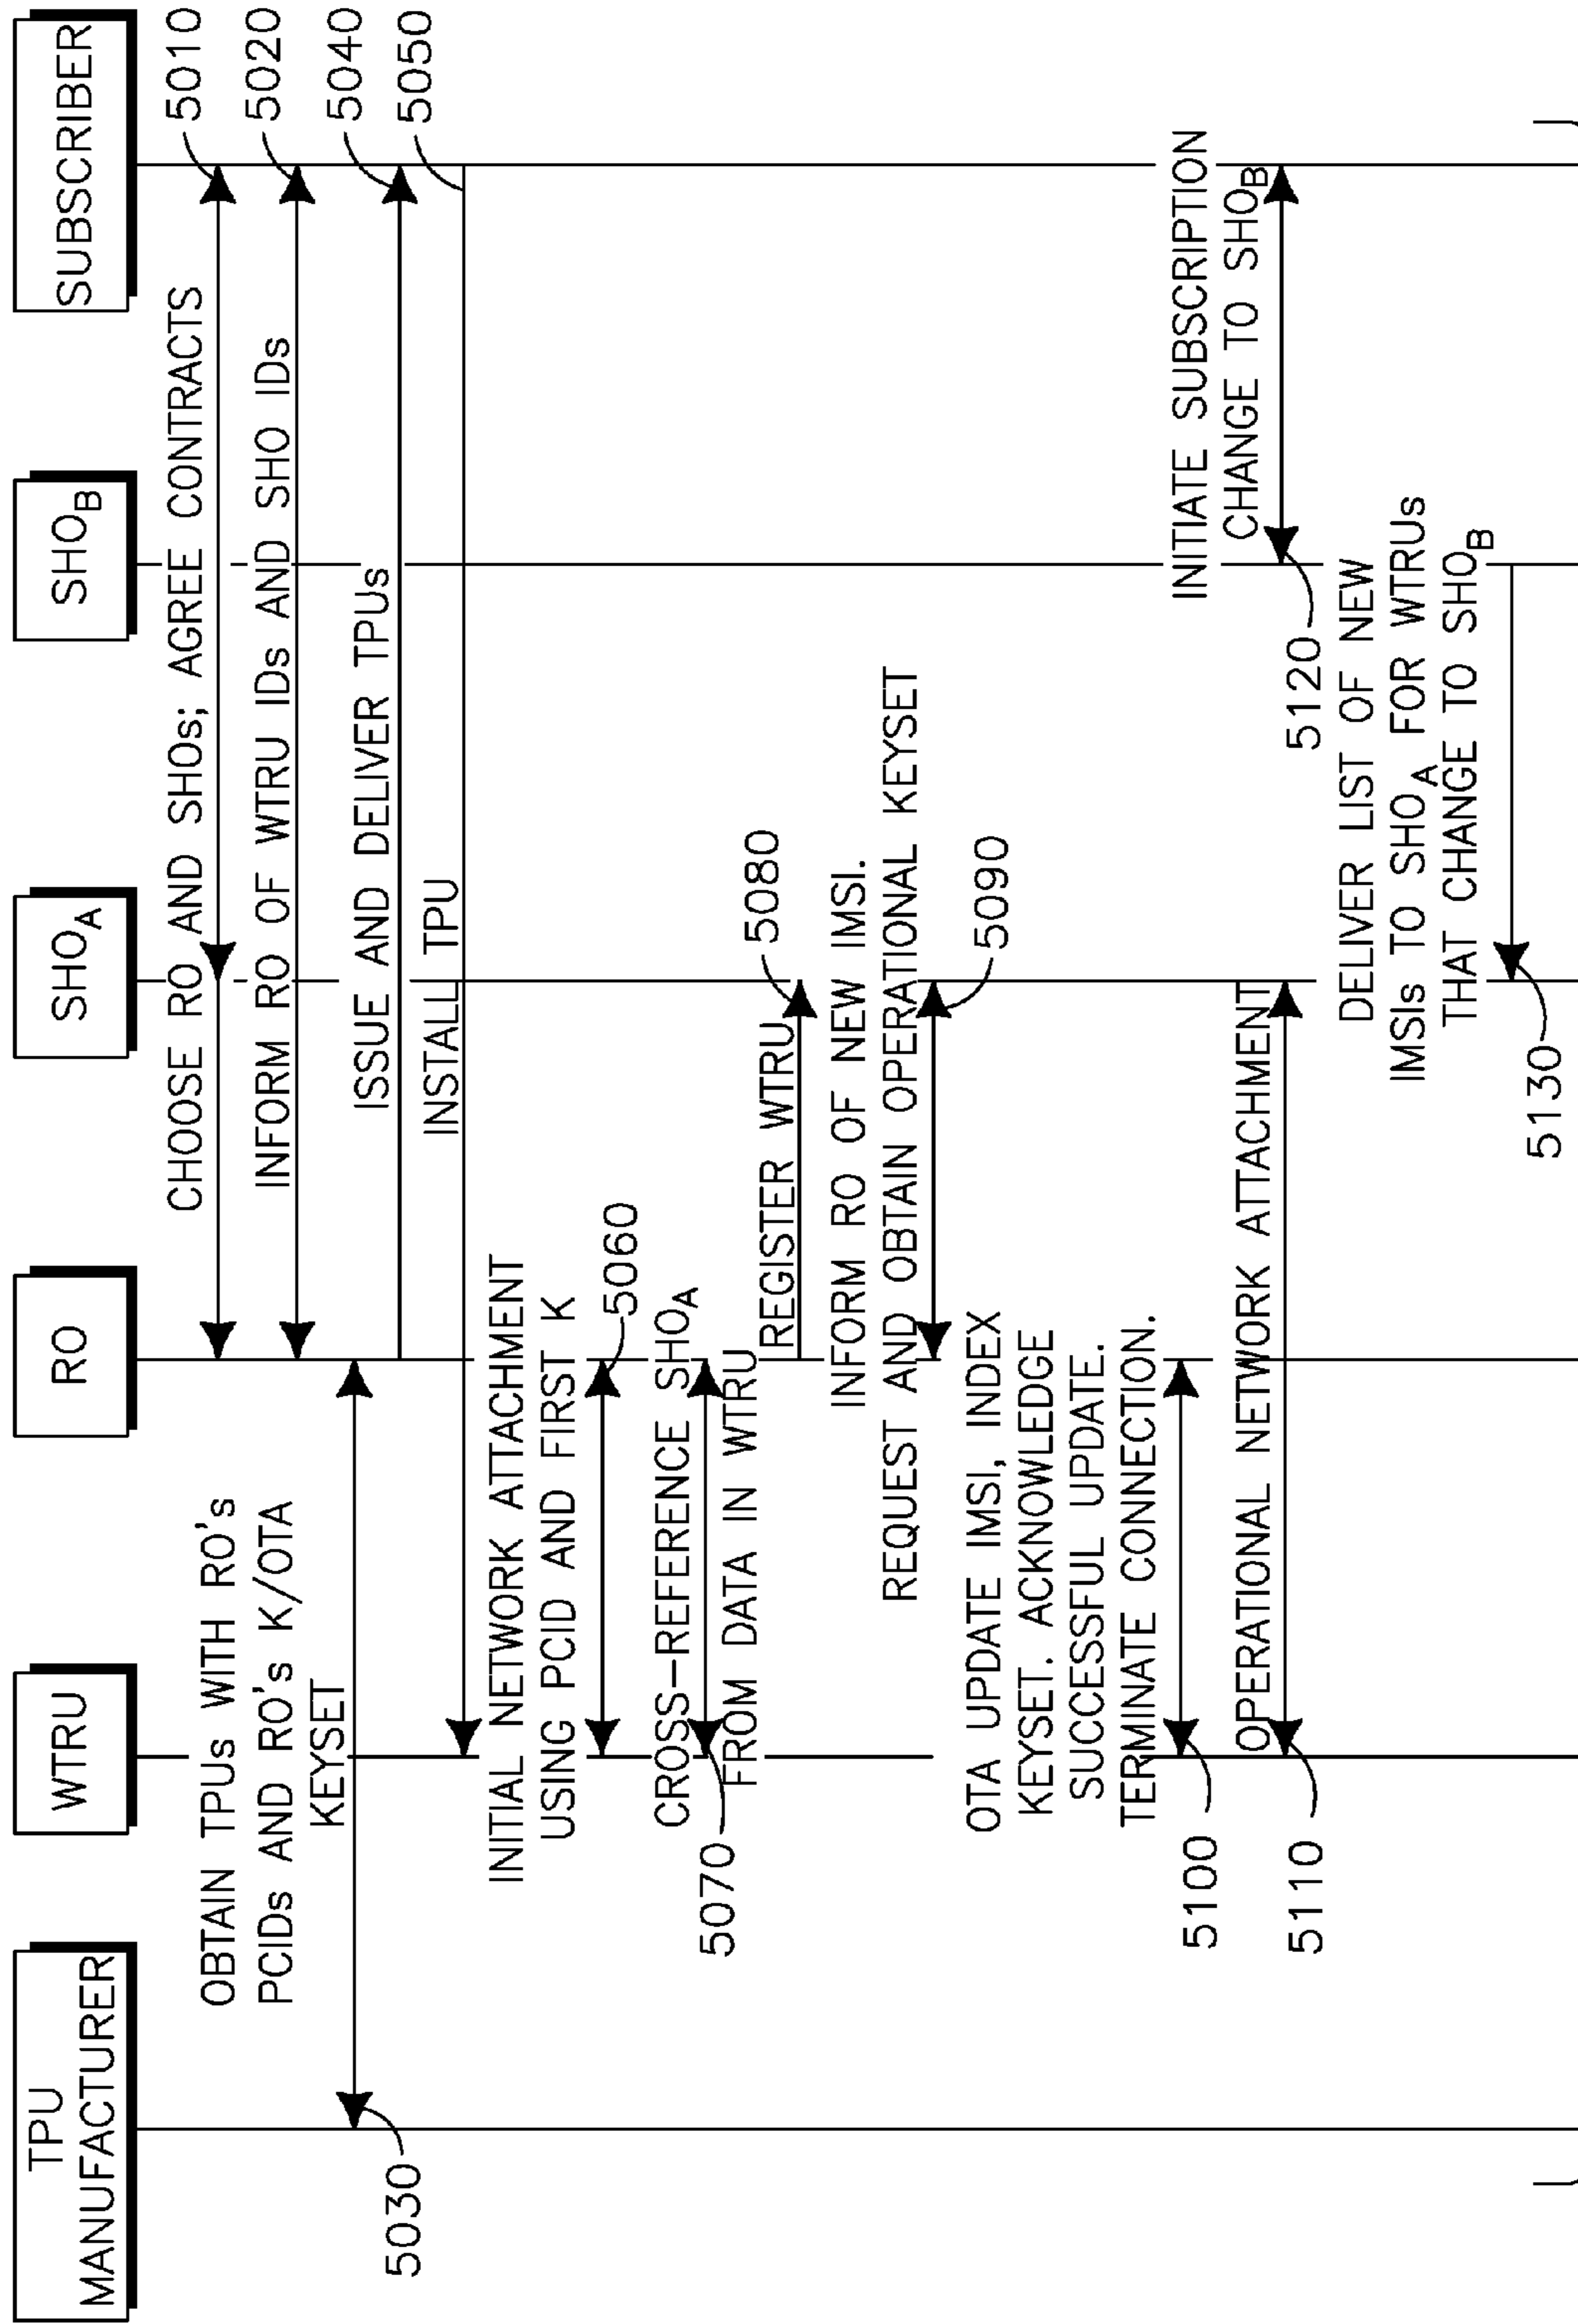 TPU
MANUFACTURER
WTRU
RO
SHOA
SHOB
SUBSCRIBER
CHOOSE RO AND SHOs; AGREE CONTRACTS
5010
INFORM RO OF WTRU IDs AND SHO IDs
5020
OBTAIN TPUs WITH RO's
PCIDs AND RO's K/OTA
KEYSET
5030
ISSUE AND DELIVER TPUs
5040
INSTALL TPU
5050
INITIAL NETWORK ATTACHMENT
USING PCID AND FIRST K
5060
CROSS-REFERENCE SHOA
FROM DATA IN WTRU
5070
REGISTER WTRU
5080
INFORM RO OF NEW IMSI.
REQUEST AND OBTAIN OPERATIONAL KEYSET
5090
OTA UPDATE IMSI, INDEX
KEYSET. ACKNOWLEDGE
SUCCESSFUL UPDATE.
TERMINATE CONNECTION.
5100
OPERATIONAL NETWORK ATTACHMENT
5110
INITIATE SUBSCRIPTION
CHANGE TO SHOB
5120
DELIVER LIST OF NEW
IMSIs TO SHOA FOR WTRUs
THAT CHANGE TO SHOB
5130